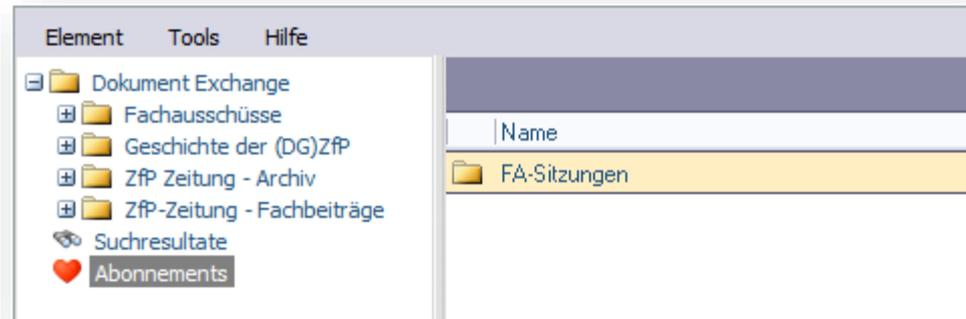 Element Tools Hilfe
Dokument Exchange
Fachausschüsse
Geschichte der (DG)ZfP
ZfP Zeitung - Archiv
ZfP-Zeitung - Fachbeiträge
Suchresultate
Abonnements
Name
FA-Sitzungen